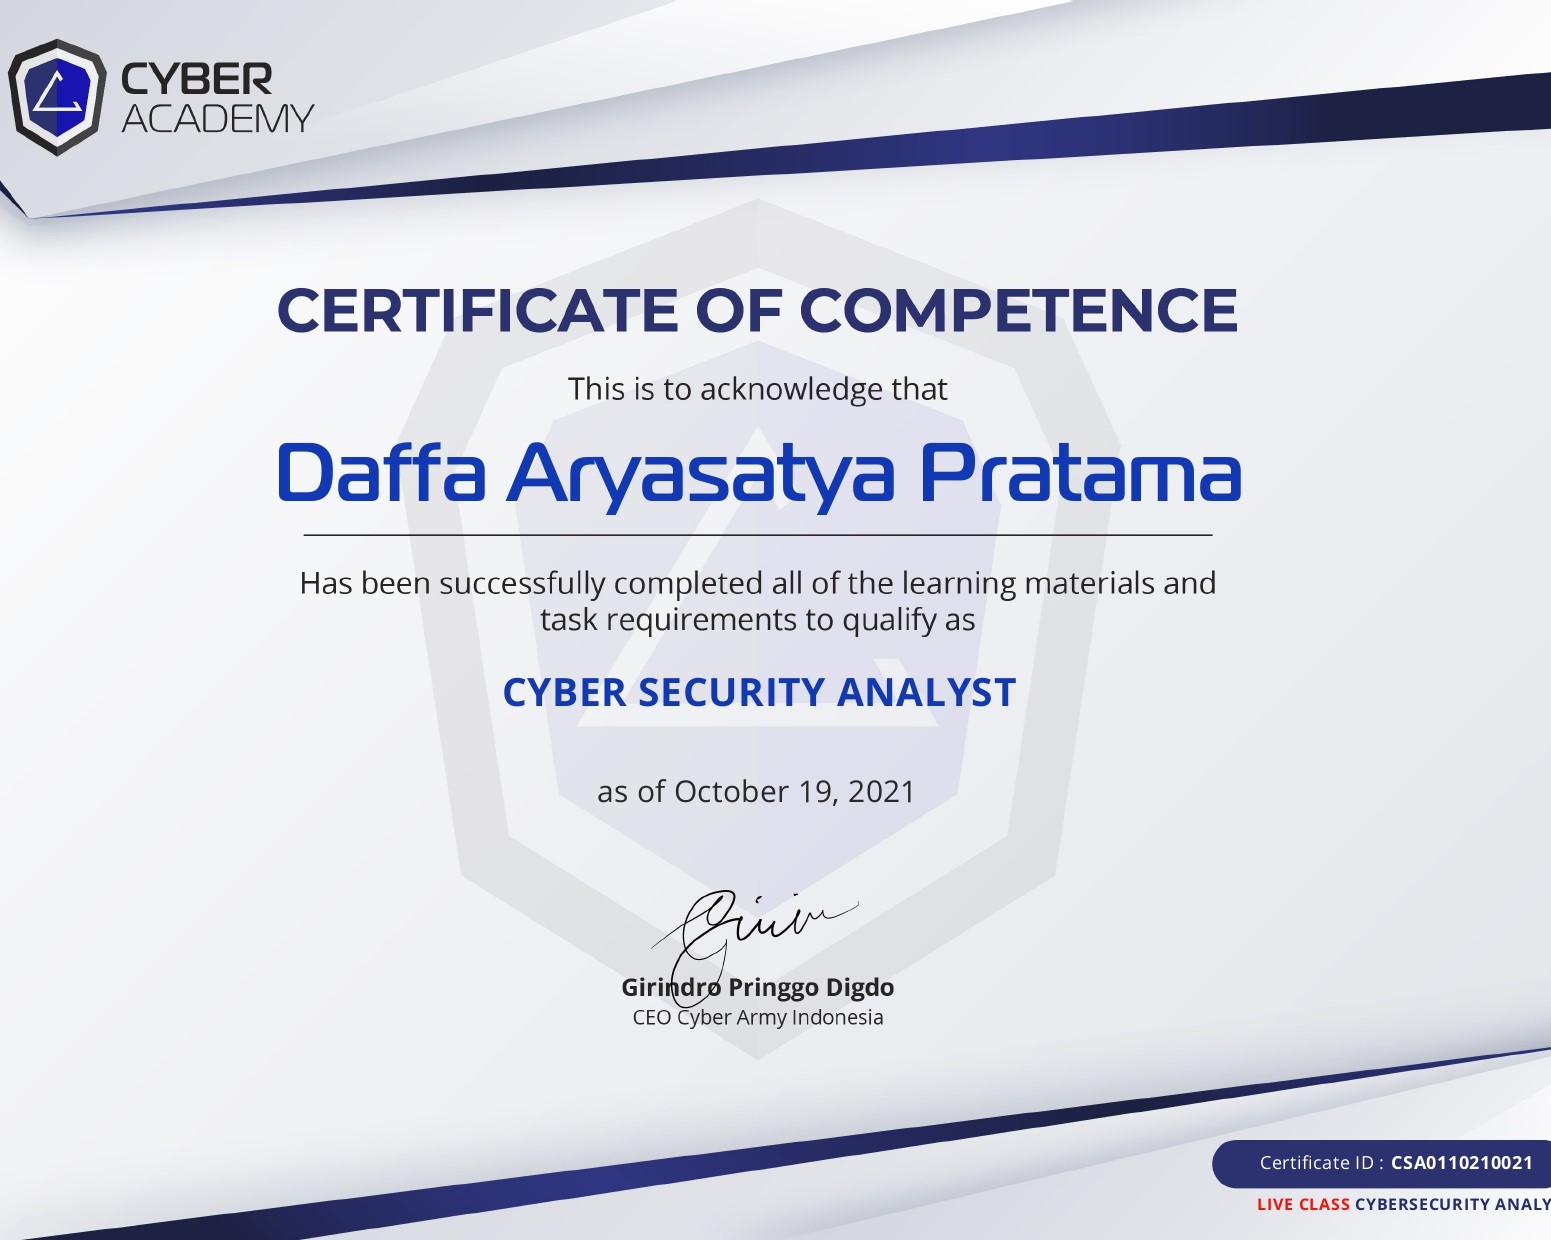 CYBER
ACADEMY
CERTIFICATE OF COMPETENCE
This is to acknowledge that
Daffa Aryasatya Pratama
Has been successfully completed all of the learning materials and
task requirements to qualify as
CYBER SECURITY ANALYST
as of October 19, 2021
Girindro Pringgo Digdo
CEO Cyber Army Indonesia
Certificate ID : CSA0110210021
LIVE CLASS CYBERSECURITY ANALY